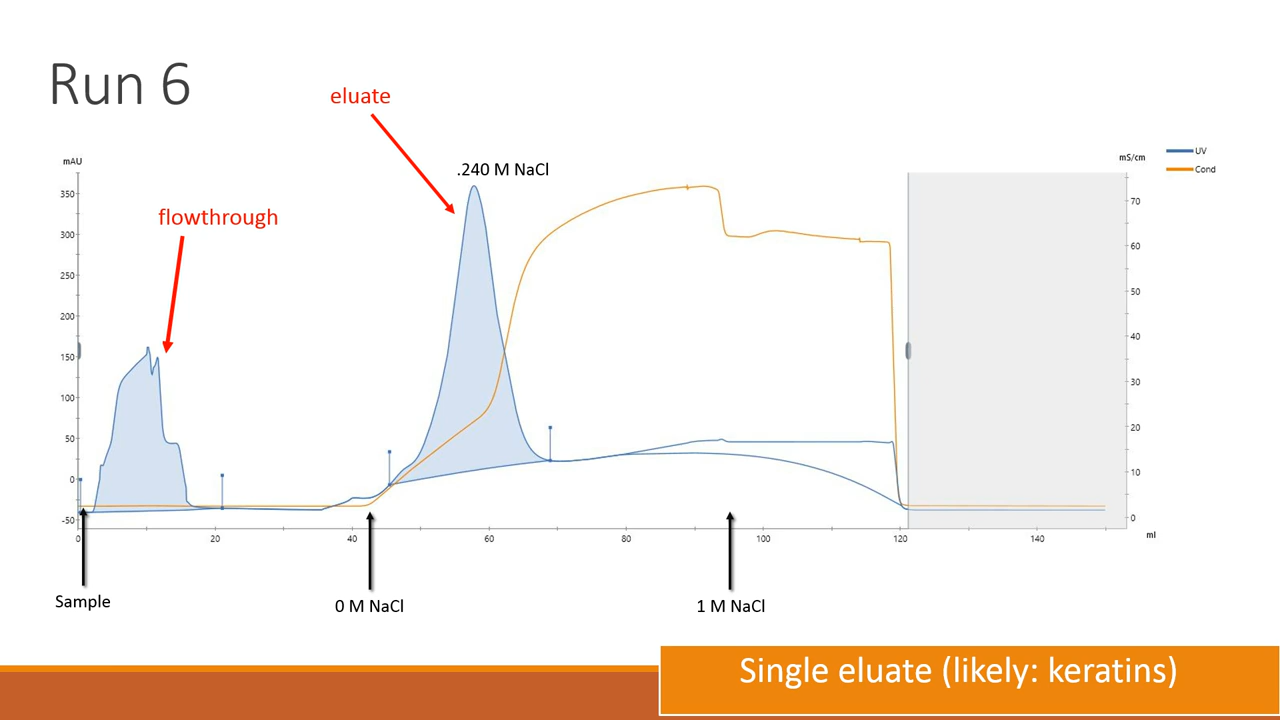 Run 6
eluate
.240 M NaCl
flowthrough
mAU
mS/cm
UV
Cond
350
300
250
200
150
100
50
0
-50
70
60
50
40
30
20
10
0
0
20
40
60
80
100
120
140
ml
Sample
0 M NaCl
1 M NaCl
Single eluate (likely: keratins)